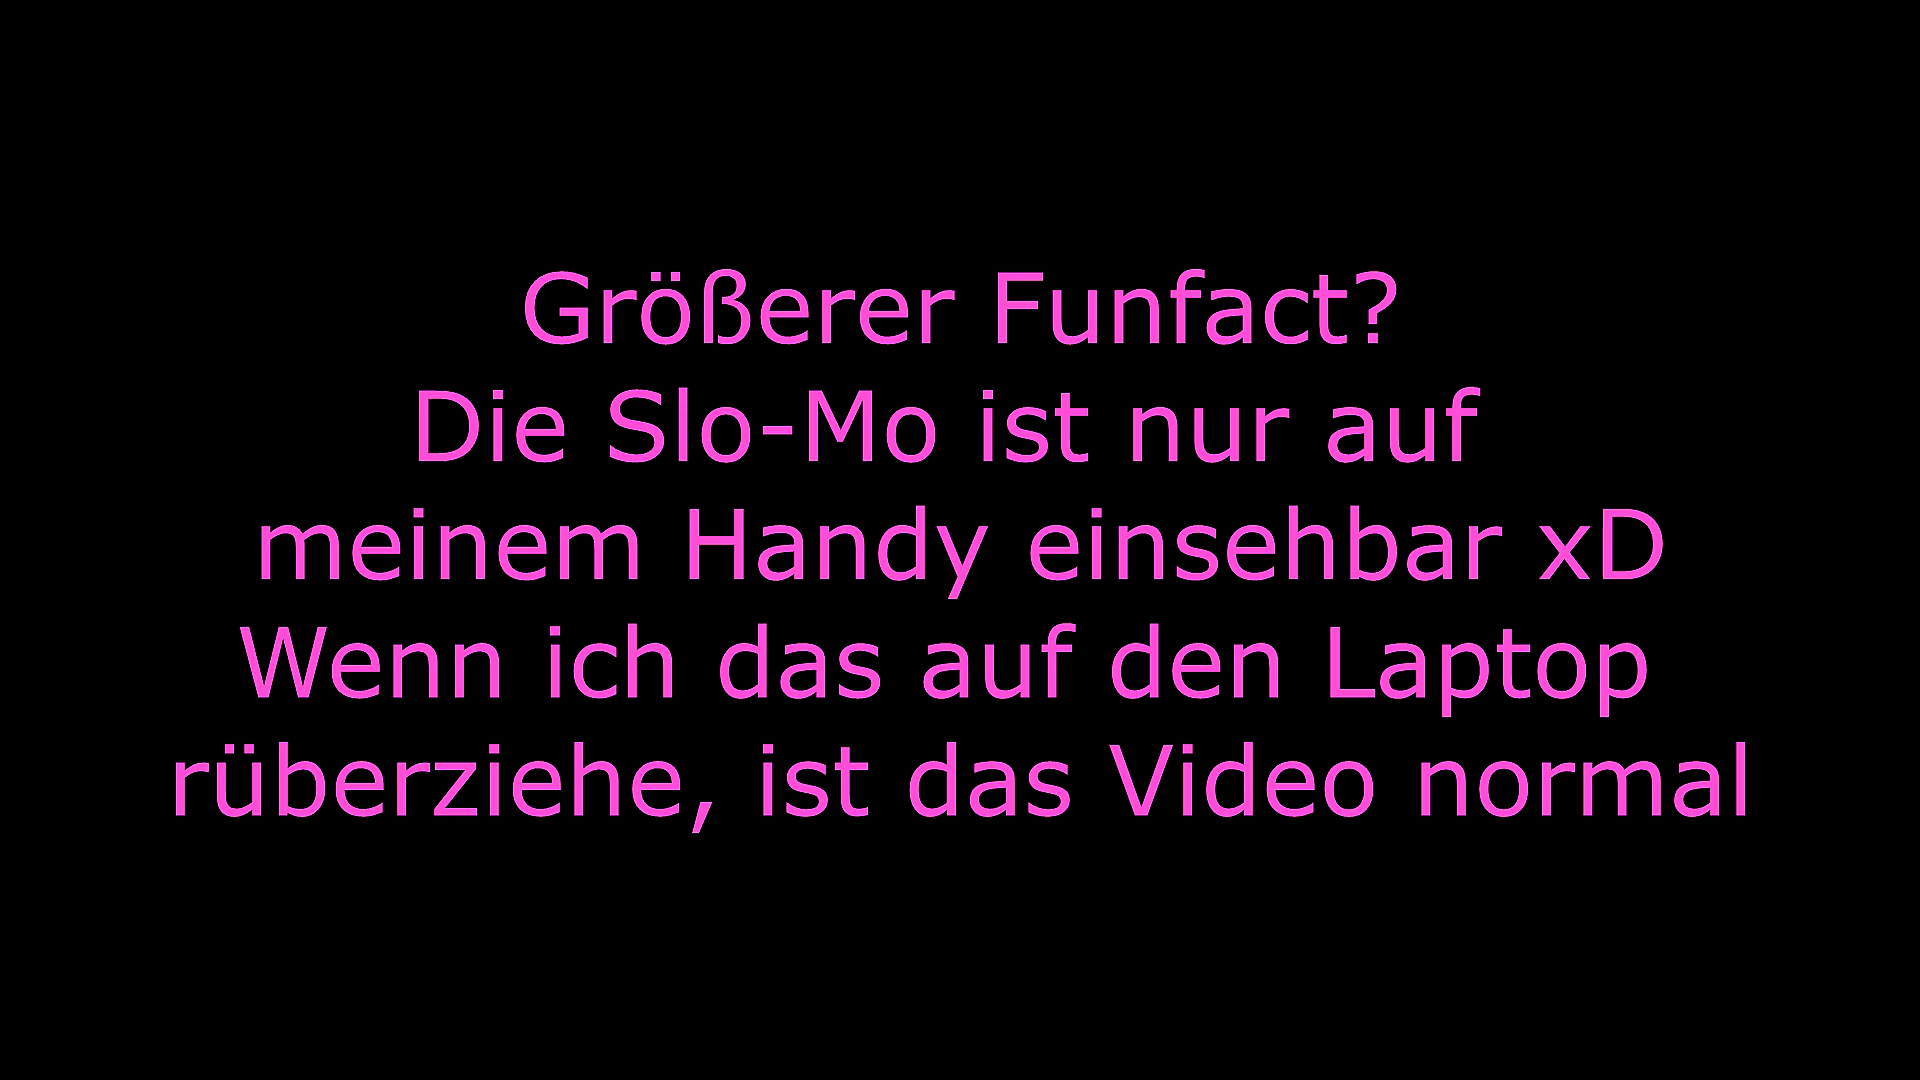 Größerer Funfact?
Die Slo-Mo ist nur auf
meinem Handy einsehbar xD
Wenn ich das auf den Laptop
rüberziehe, ist das Video normal